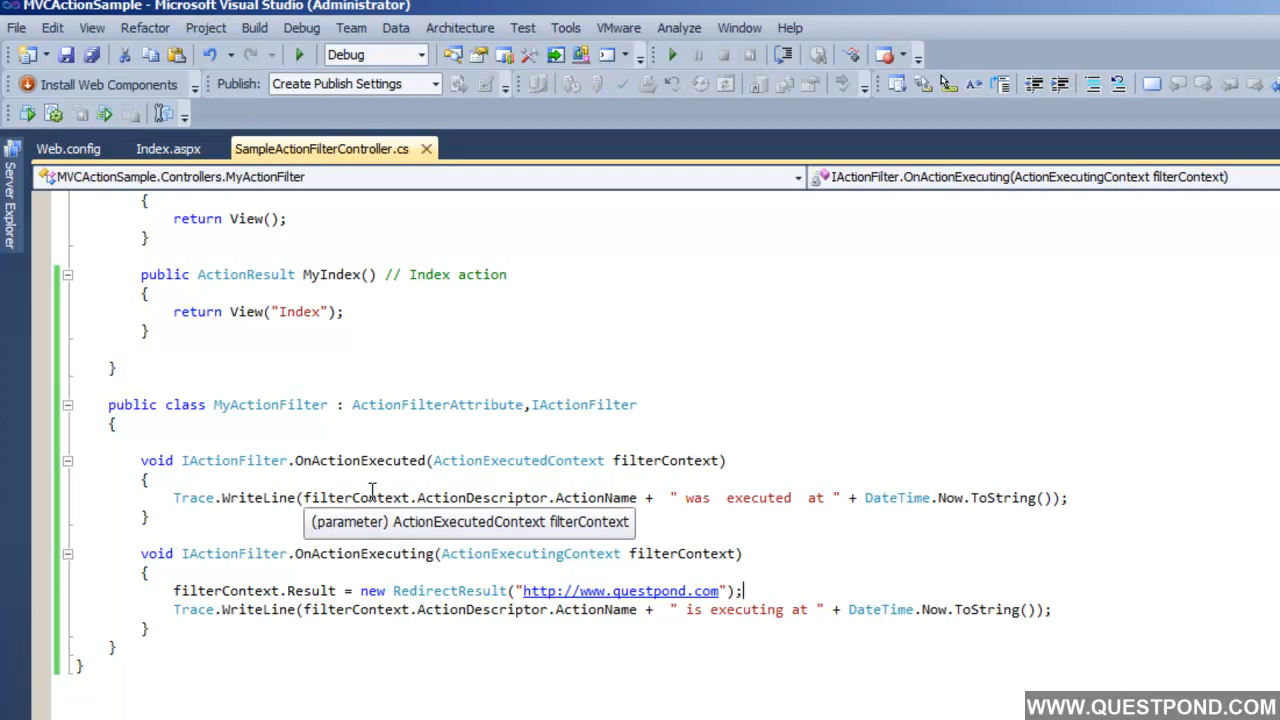 MVCActionSample - Microsoft Visual Studio (Administrator)
File Edit View Refactor Project Build Debug Team Data Architecture Test Tools VMware Analyze Window Help
Debug
Install Web Components Publish: Create Publish Settings
Web.config Index.aspx SampleActionFilterController.cs
Server Explorer
MVCActionSample.Controllers.MyActionFilter IActionFilter.OnActionExecuting(ActionExecutingContext filterContext)
{
return View();
}
public ActionResult MyIndex() // Index action
{
return View("Index");
}
}
public class MyActionFilter : ActionFilterAttribute,IActionFilter
{
void IActionFilter.OnActionExecuted(ActionExecutedContext filterContext)
{
Trace.WriteLine(filterContext.ActionDescriptor.ActionName + " was executed at " + DateTime.Now.ToString());
(parameter) ActionExecutedContext filterContext
}
void IActionFilter.OnActionExecuting(ActionExecutingContext filterContext)
{
filterContext.Result = new RedirectResult("http://www.questpond.com");
Trace.WriteLine(filterContext.ActionDescriptor.ActionName + " is executing at " + DateTime.Now.ToString());
}
}
}
WWW.QUESTPOND.COM